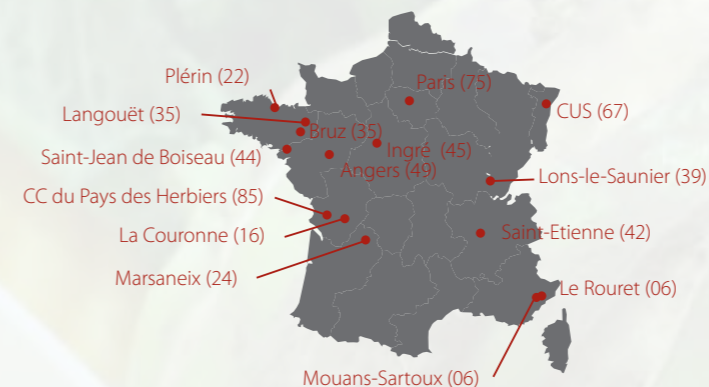 Plérin (22)
Paris (75)
Langouët (35)
CUS (67)
Bruz (35)
Ingré  (45)
Saint-Jean de Boiseau (44)
Angers (49)
Lons-le-Saunier (39)
CC du Pays des Herbiers (85)
La Couronne (16)
Saint-Etienne (42)
Marsaneix (24)
Le Rouret (06)
Mouans-Sartoux (06)